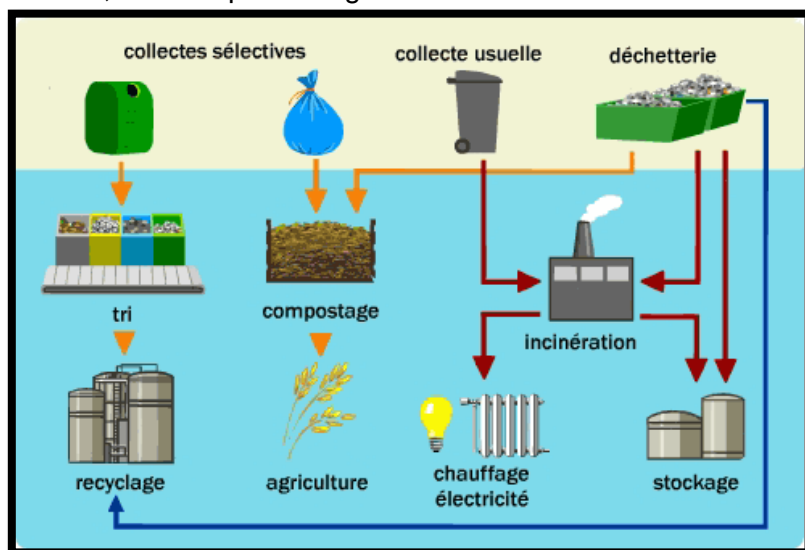 collectes sélectives
collecte usuelle
déchetterie
tri
compostage
incinération
recyclage
agriculture
chauffage
électricité
stockage